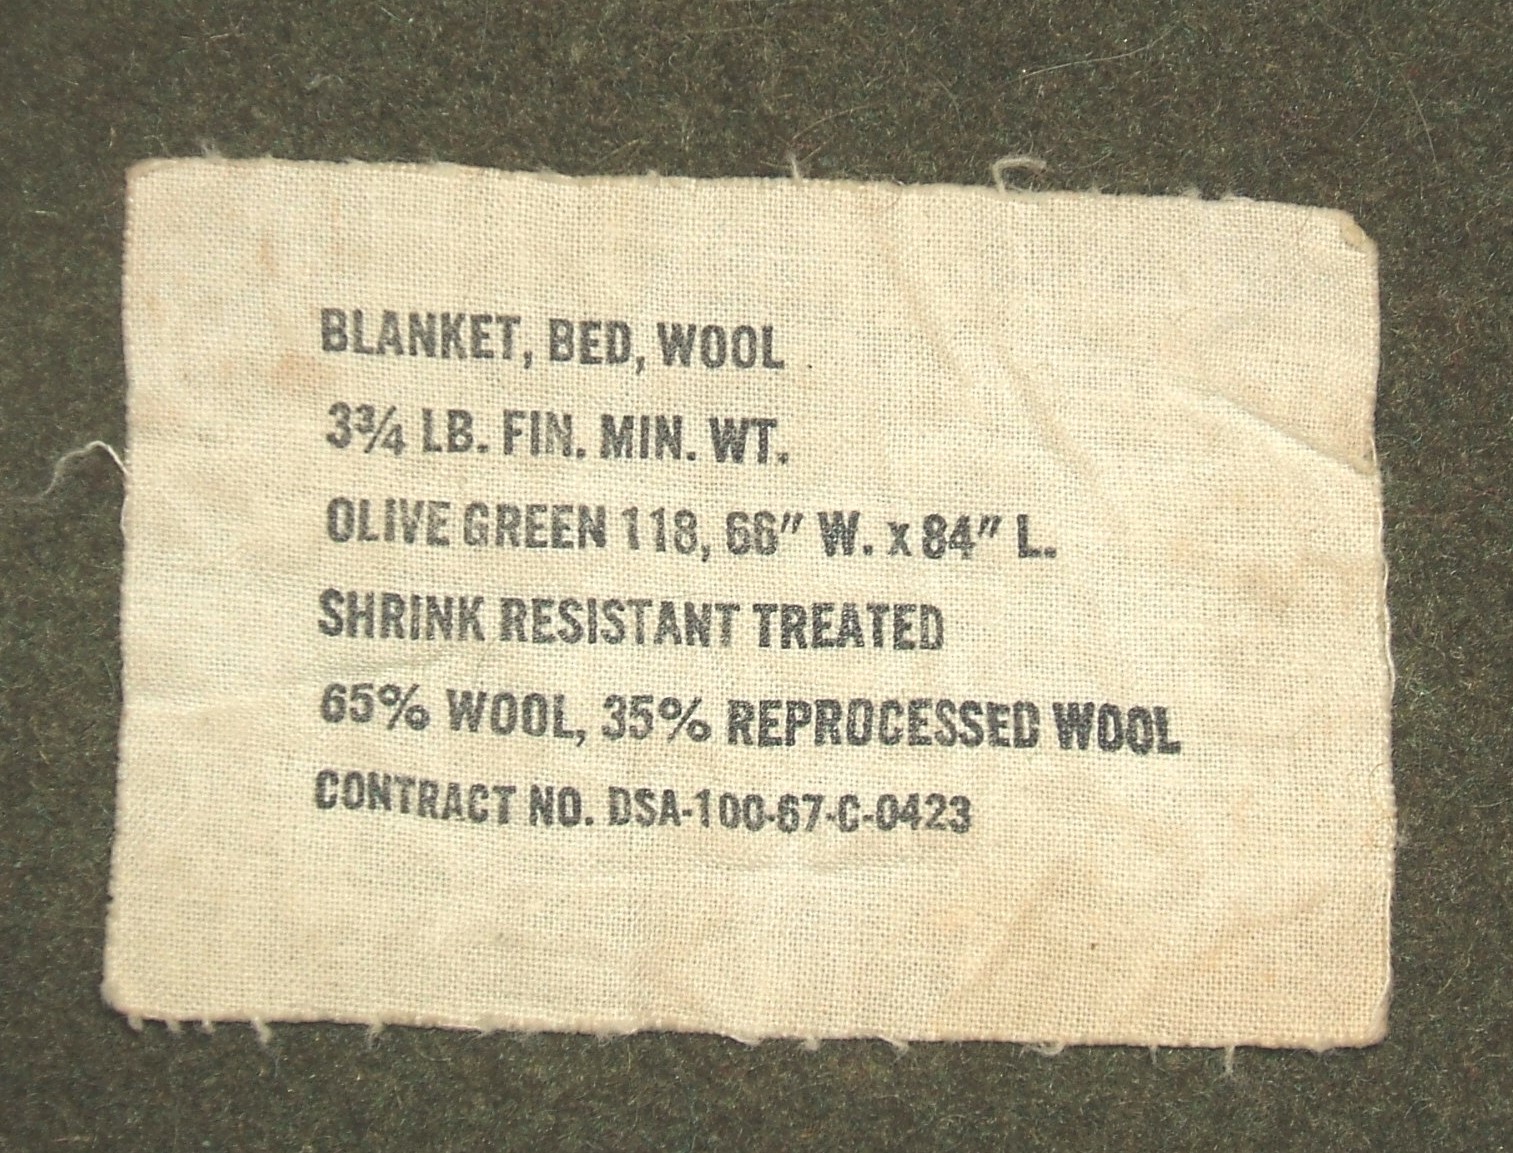 BLANKET, BED, WOOL
3¾ LB. FIN. MIN. WT.
OLIVE GREEN 118, 66" W. x 84" L.
SHRINK RESISTANT TREATED
65% WOOL, 35% REPROCESSED WOOL
CONTRACT NO. DSA-100-67-C-0423